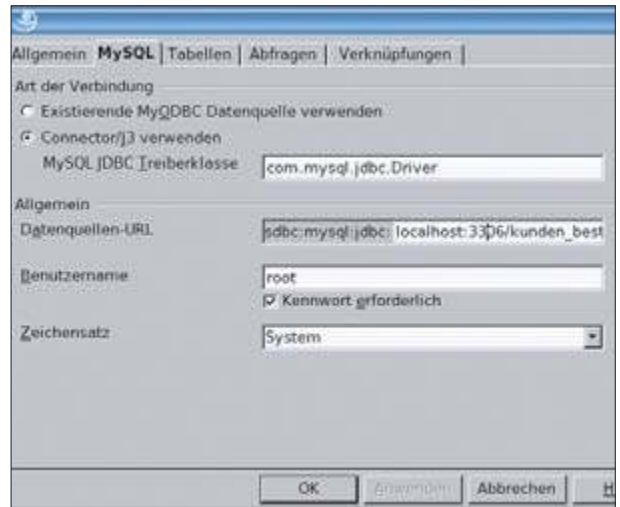 Allgemein MySQL Tabellen Abfragen Verknüpfungen
Art der Verbindung
Existierende MyODBC Datenquelle verwenden
Connector/J3 verwenden
MySQL JDBC Treiberklasse com.mysql.jdbc.Driver
Allgemein
Datenquellen-URL sdbc:mysql:jdbc: localhost:3306/kunden_best
Benutzername root
Kennwort erforderlich
Zeichensatz System
OK Anwenden Abbrechen H